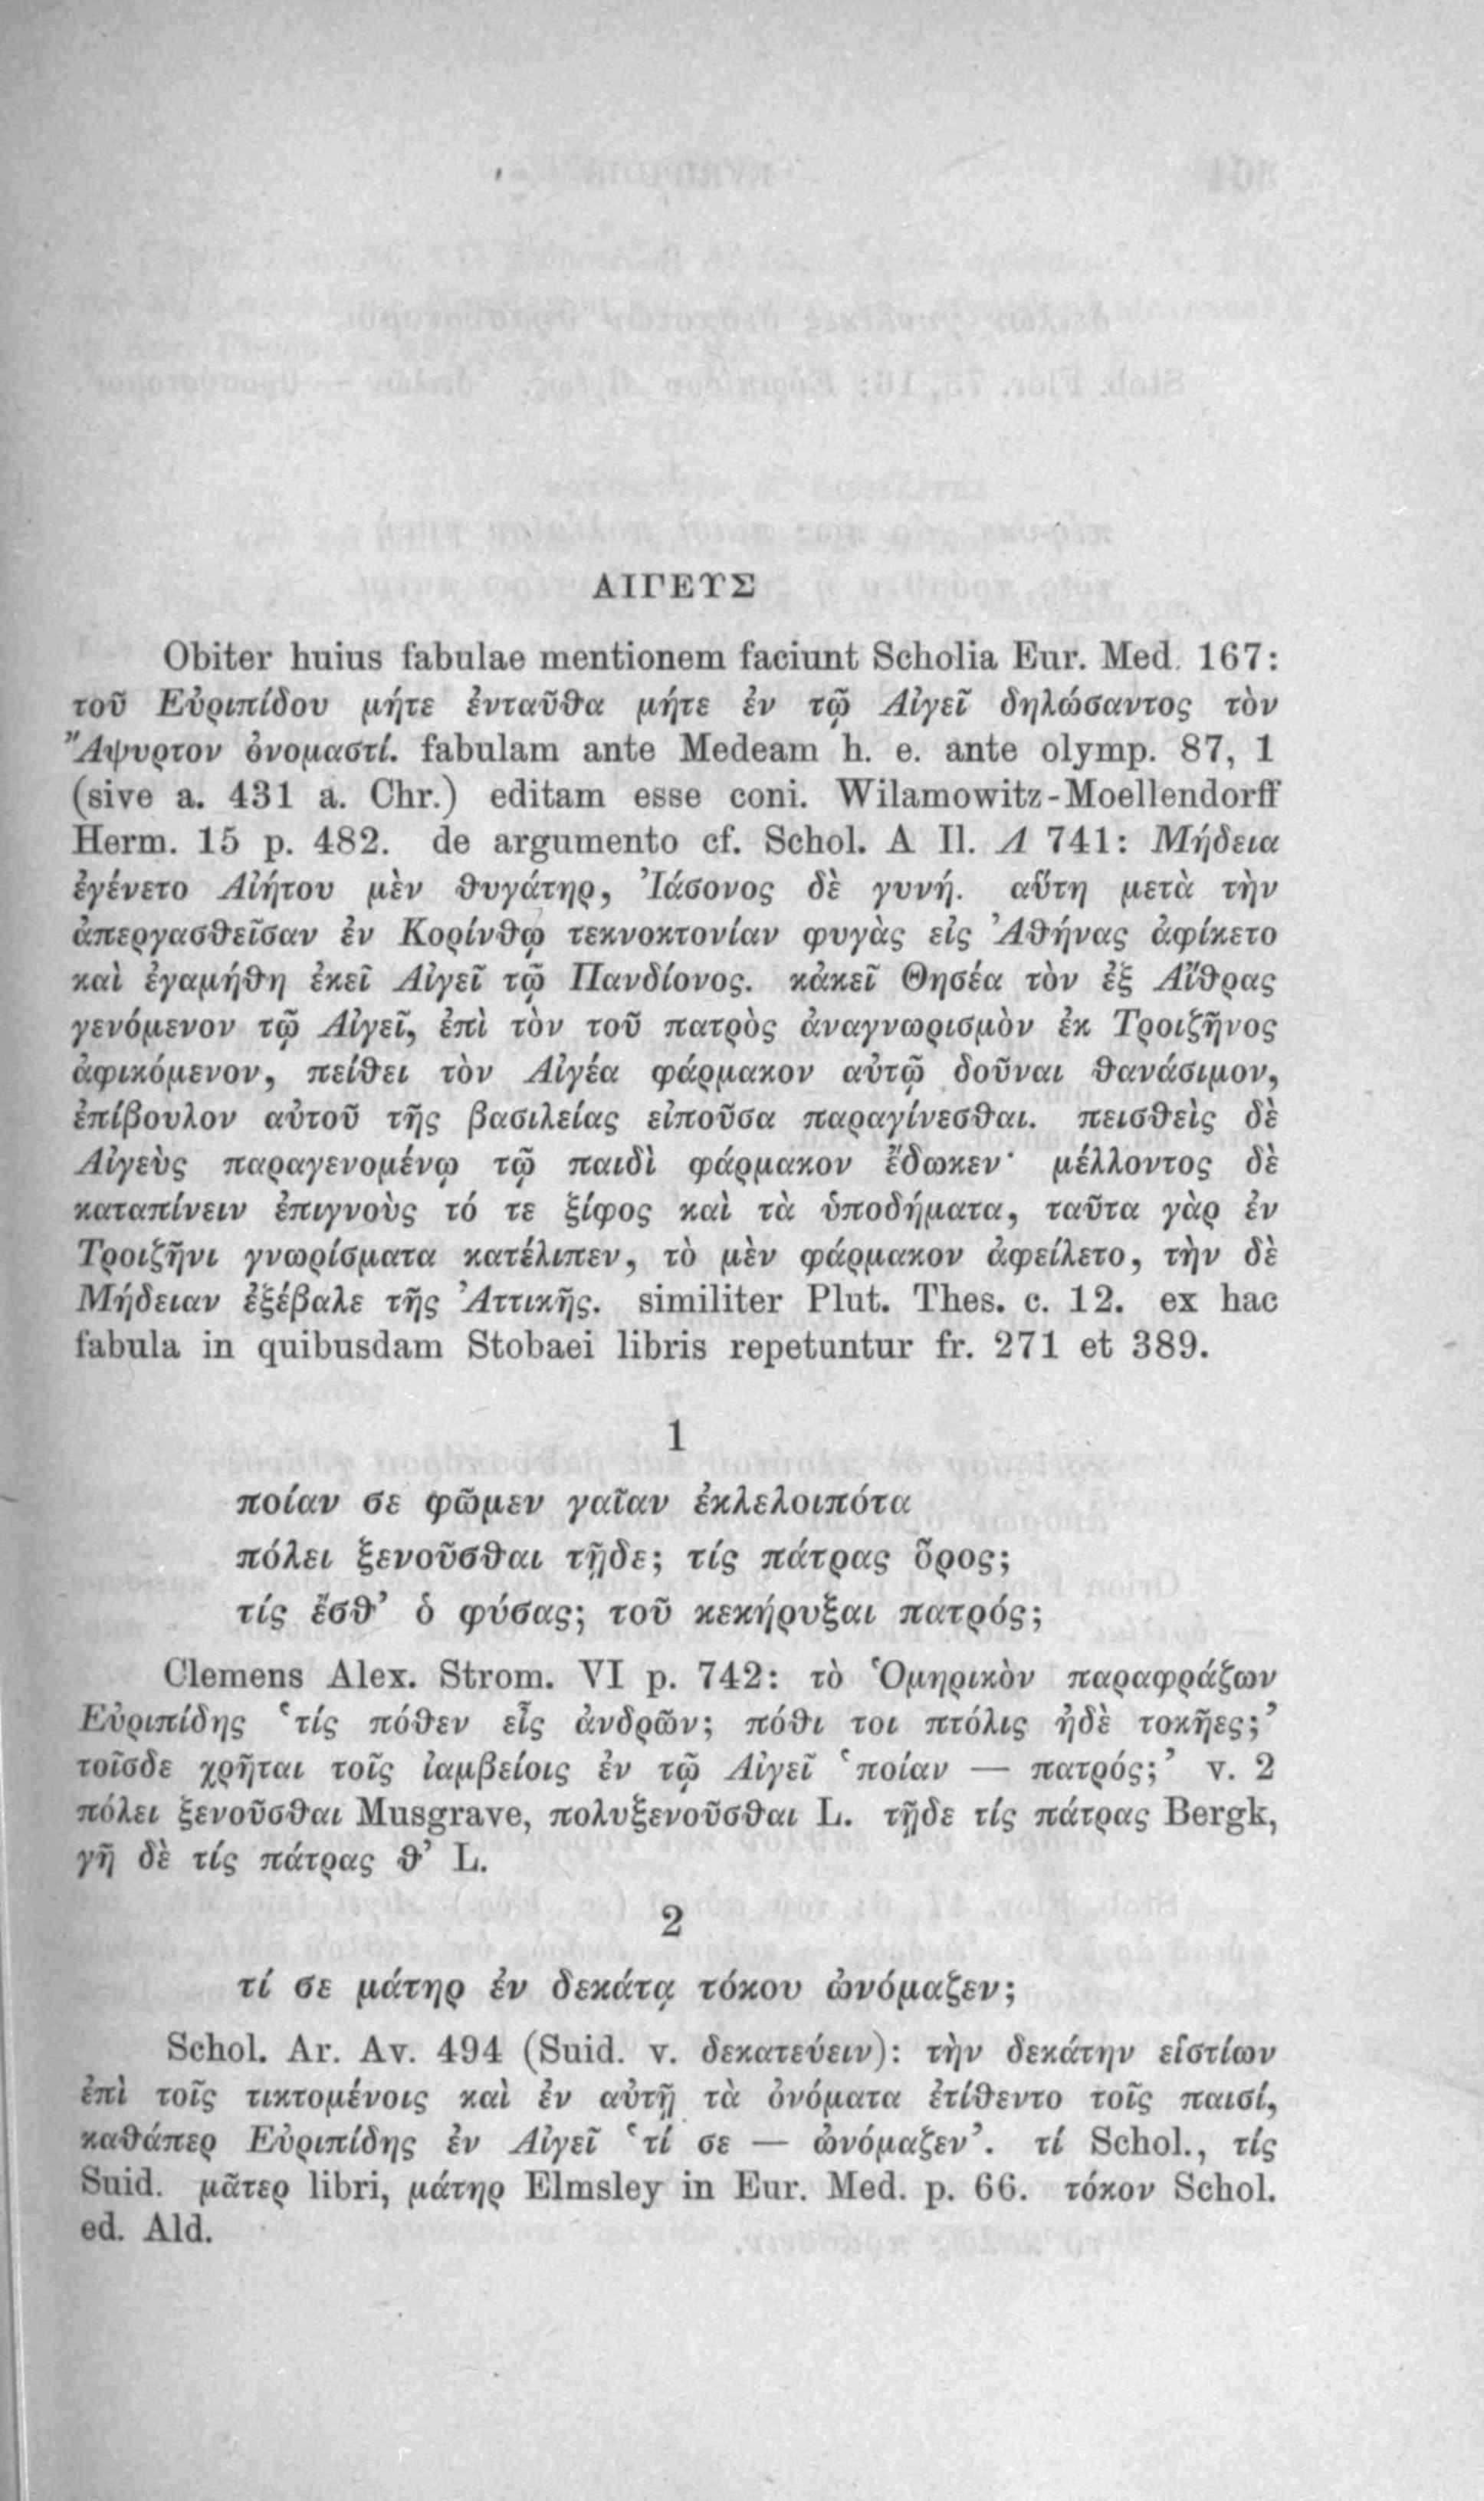 ΑΙΓΕΥΣ
Obiter huius fabulae mentionem faciunt Scholia Eur. Med. 167:
τοῦ Εὐριπίδου μήτε ἐνταῦθα μήτε ἐν τῷ Αἰγεῖ δηλώσαντος τὸν
Ἄψυρτον ὀνομαστί. fabulam ante Medeam h. e. ante olymp. 87, 1
(sive a. 431 a. Chr.) editam esse coni. Wilamowitz-Moellendorff
Herm. 15 p. 482. de argumento cf. Schol. A Il. Λ 741: Μήδεια
ἐγένετο Αἰήτου μὲν θυγάτηρ, Ἰάσονος δὲ γυνή. αὕτη μετὰ τὴν
ἀπεργασθεῖσαν ἐν Κορίνθῳ τεκνοκτονίαν φυγὰς εἰς Ἀθήνας ἀφίκετο
καὶ ἐγαμήθη ἐκεῖ Αἰγεῖ τῷ Πανδίονος. κἀκεῖ Θησέα τὸν ἐξ Αἴθρας
γενόμενον τῷ Αἰγεῖ, ἐπὶ τὸν τοῦ πατρὸς ἀναγνωρισμὸν ἐκ Τροιζῆνος
ἀφικόμενον, πείθει τὸν Αἰγέα φάρμακον αὐτῷ δοῦναι θανάσιμον,
ἐπίβουλον αὐτοῦ τῆς βασιλείας εἰποῦσα παραγίνεσθαι. πεισθεὶς δὲ
Αἰγεὺς παραγενομένῳ τῷ παιδὶ φάρμακον ἔδωκεν· μέλλοντος δὲ
καταπίνειν ἐπιγνοὺς τό τε ξίφος καὶ τὰ ὑποδήματα, ταῦτα γὰρ ἐν
Τροιζῆνι γνωρίσματα κατέλιπεν, τὸ μὲν φάρμακον ἀφείλετο, τὴν δὲ
Μήδειαν ἐξέβαλε τῆς Ἀττικῆς. similiter Plut. Thes. c. 12. ex hac
fabula in quibusdam Stobaei libris repetuntur fr. 271 et 389.
1
ποίαν σε φῶμεν γαῖαν ἐκλελοιπότα
πόλει ξενοῦσθαι τῇδε; τίς πάτρας ὅρος;
τίς ἔσθ’ ὁ φύσας; τοῦ κεκήρυξαι πατρός;
Clemens Alex. Strom. VI p. 742: τὸ Ὁμηρικὸν παραφράζων
Εὐριπίδης ‘τίς πόθεν εἶς ἀνδρῶν; πόθι τοι πτόλις ἠδὲ τοκῆες;’
τοῖσδε χρῆται τοῖς ἰαμβείοις ἐν τῷ Αἰγεῖ ‘ποίαν — πατρός;’ v. 2
πόλει ξενοῦσθαι Musgrave, πολυξενοῦσθαι L. τῇδε τίς πάτρας Bergk,
γῆ δὲ τίς πάτρας θ’ L.
2
τί σε μάτηρ ἐν δεκάτᾳ τόκου ὠνόμαζεν;
Schol. Ar. Av. 494 (Suid. v. δεκατεύειν): τὴν δεκάτην εἱστίων
ἐπὶ τοῖς τικτομένοις καὶ ἐν αὐτῇ τὰ ὀνόματα ἐτίθεντο τοῖς παισί,
καθάπερ Εὐριπίδης ἐν Αἰγεῖ ‘τί σε — ὠνόμαζεν’. τί Schol., τίς
Suid. μᾶτερ libri, μάτηρ Elmsley in Eur. Med. p. 66. τόκον Schol.
ed. Ald.